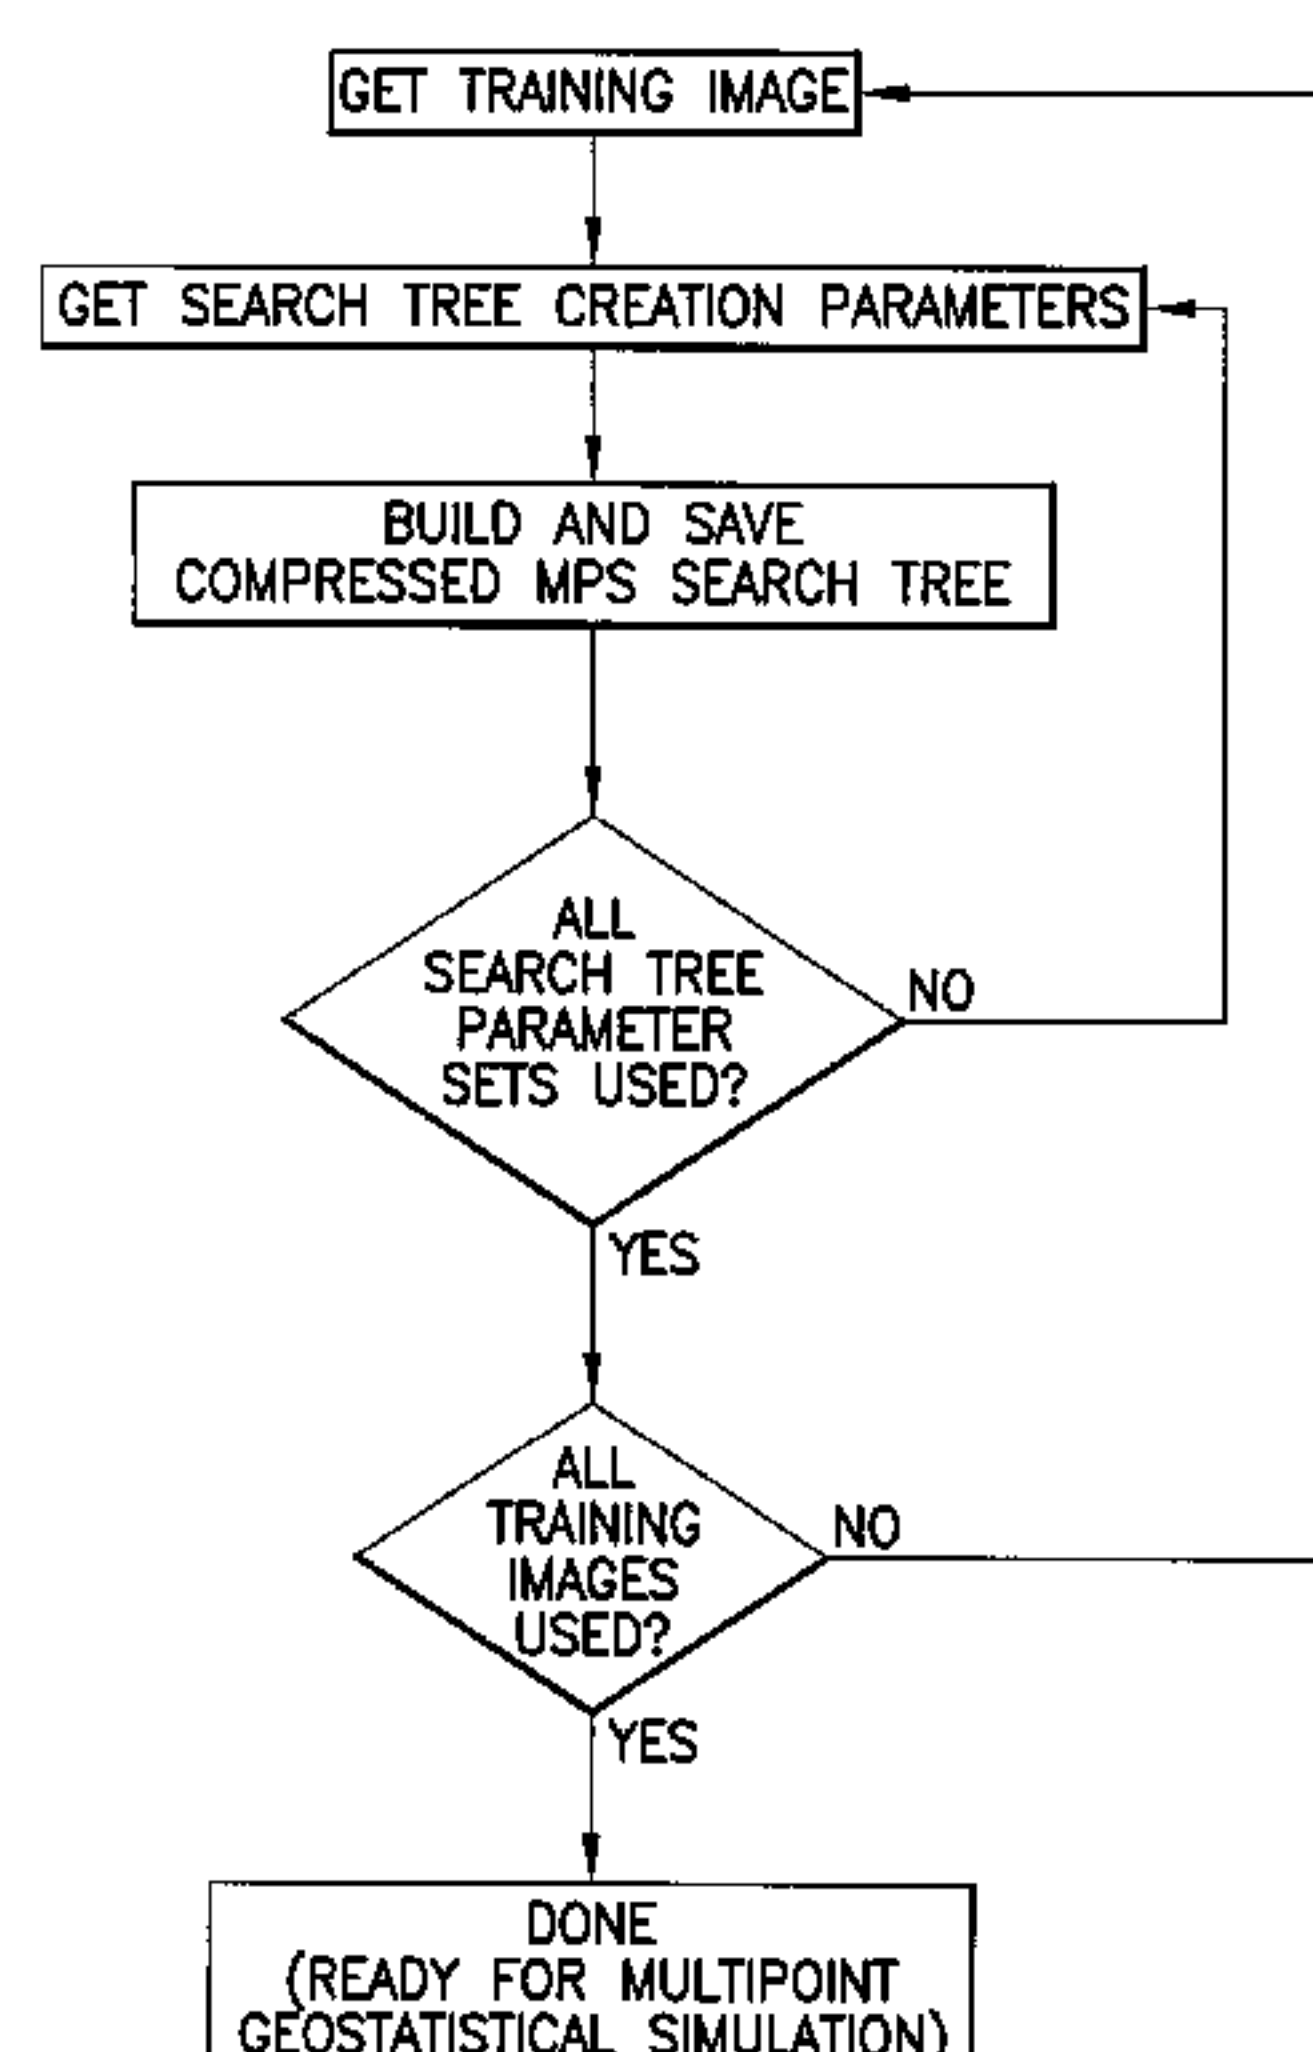 GET TRAINING IMAGE
GET SEARCH TREE CREATION PARAMETERS
BUILD AND SAVE
COMPRESSED MPS SEARCH TREE
ALL
SEARCH TREE
PARAMETER
SETS USED?
NO
YES
ALL
TRAINING
IMAGES
USED?
NO
YES
DONE
(READY FOR MULTIPOINT
GEOSTATISTICAL SIMULATION)